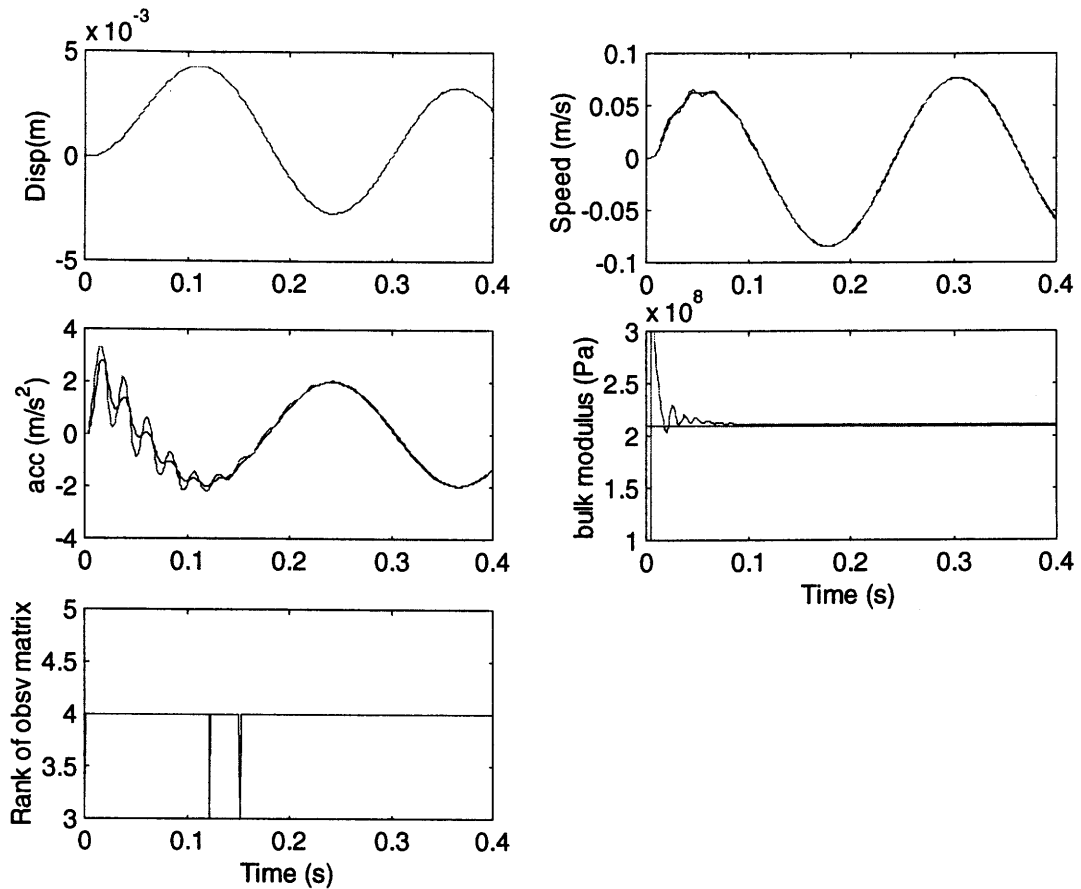 x 10⁻³
5
0
-5
Disp(m)
0 0.1 0.2 0.3 0.4
0.1
0.05
0
-0.05
-0.1
Speed (m/s)
0 0.1 0.2 0.3 0.4
4
2
0
-2
-4
acc (m/s²)
0 0.1 0.2 0.3 0.4
x 10⁸
3
2.5
2
1.5
1
bulk modulus (Pa)
0 0.1 0.2 0.3 0.4
Time (s)
5
4.5
4
3.5
3
Rank of obsv matrix
0 0.1 0.2 0.3 0.4
Time (s)